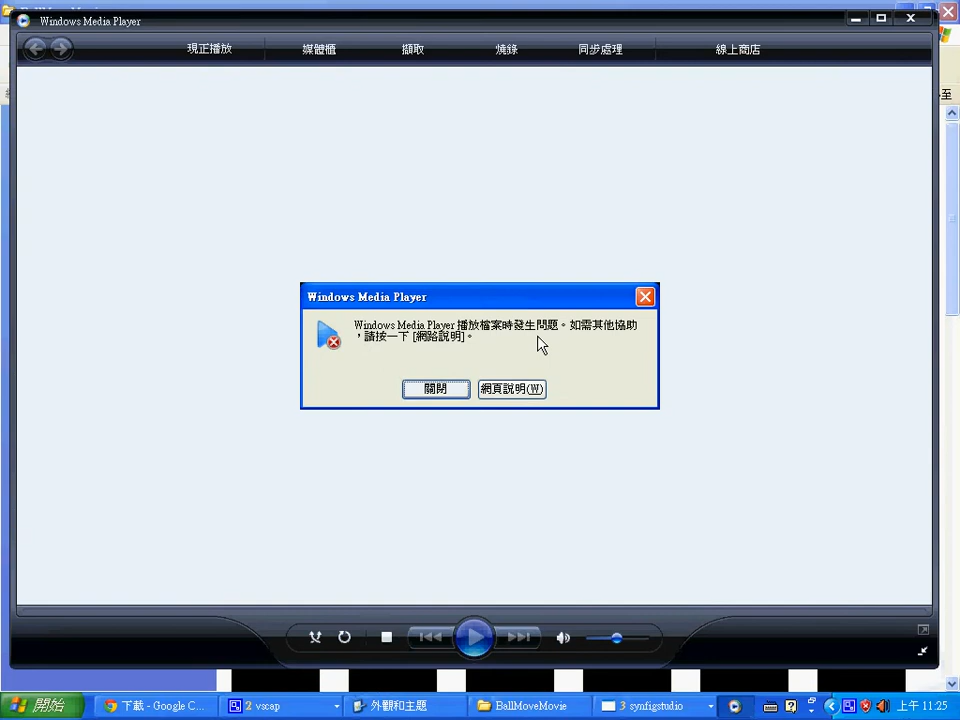 Windows Media Player
現正播放
媒體櫃
擷取
燒錄
同步處理
線上商店
至
Windows Media Player
Windows Media Player 播放檔案時發生問題。如需其他協助
，請按一下 [網路說明]。
關閉
網頁說明(W)
開始
下載 - Google C...
2 vscap
外觀和主題
BallMoveMovie
3 synfigstudio
上午 11:25